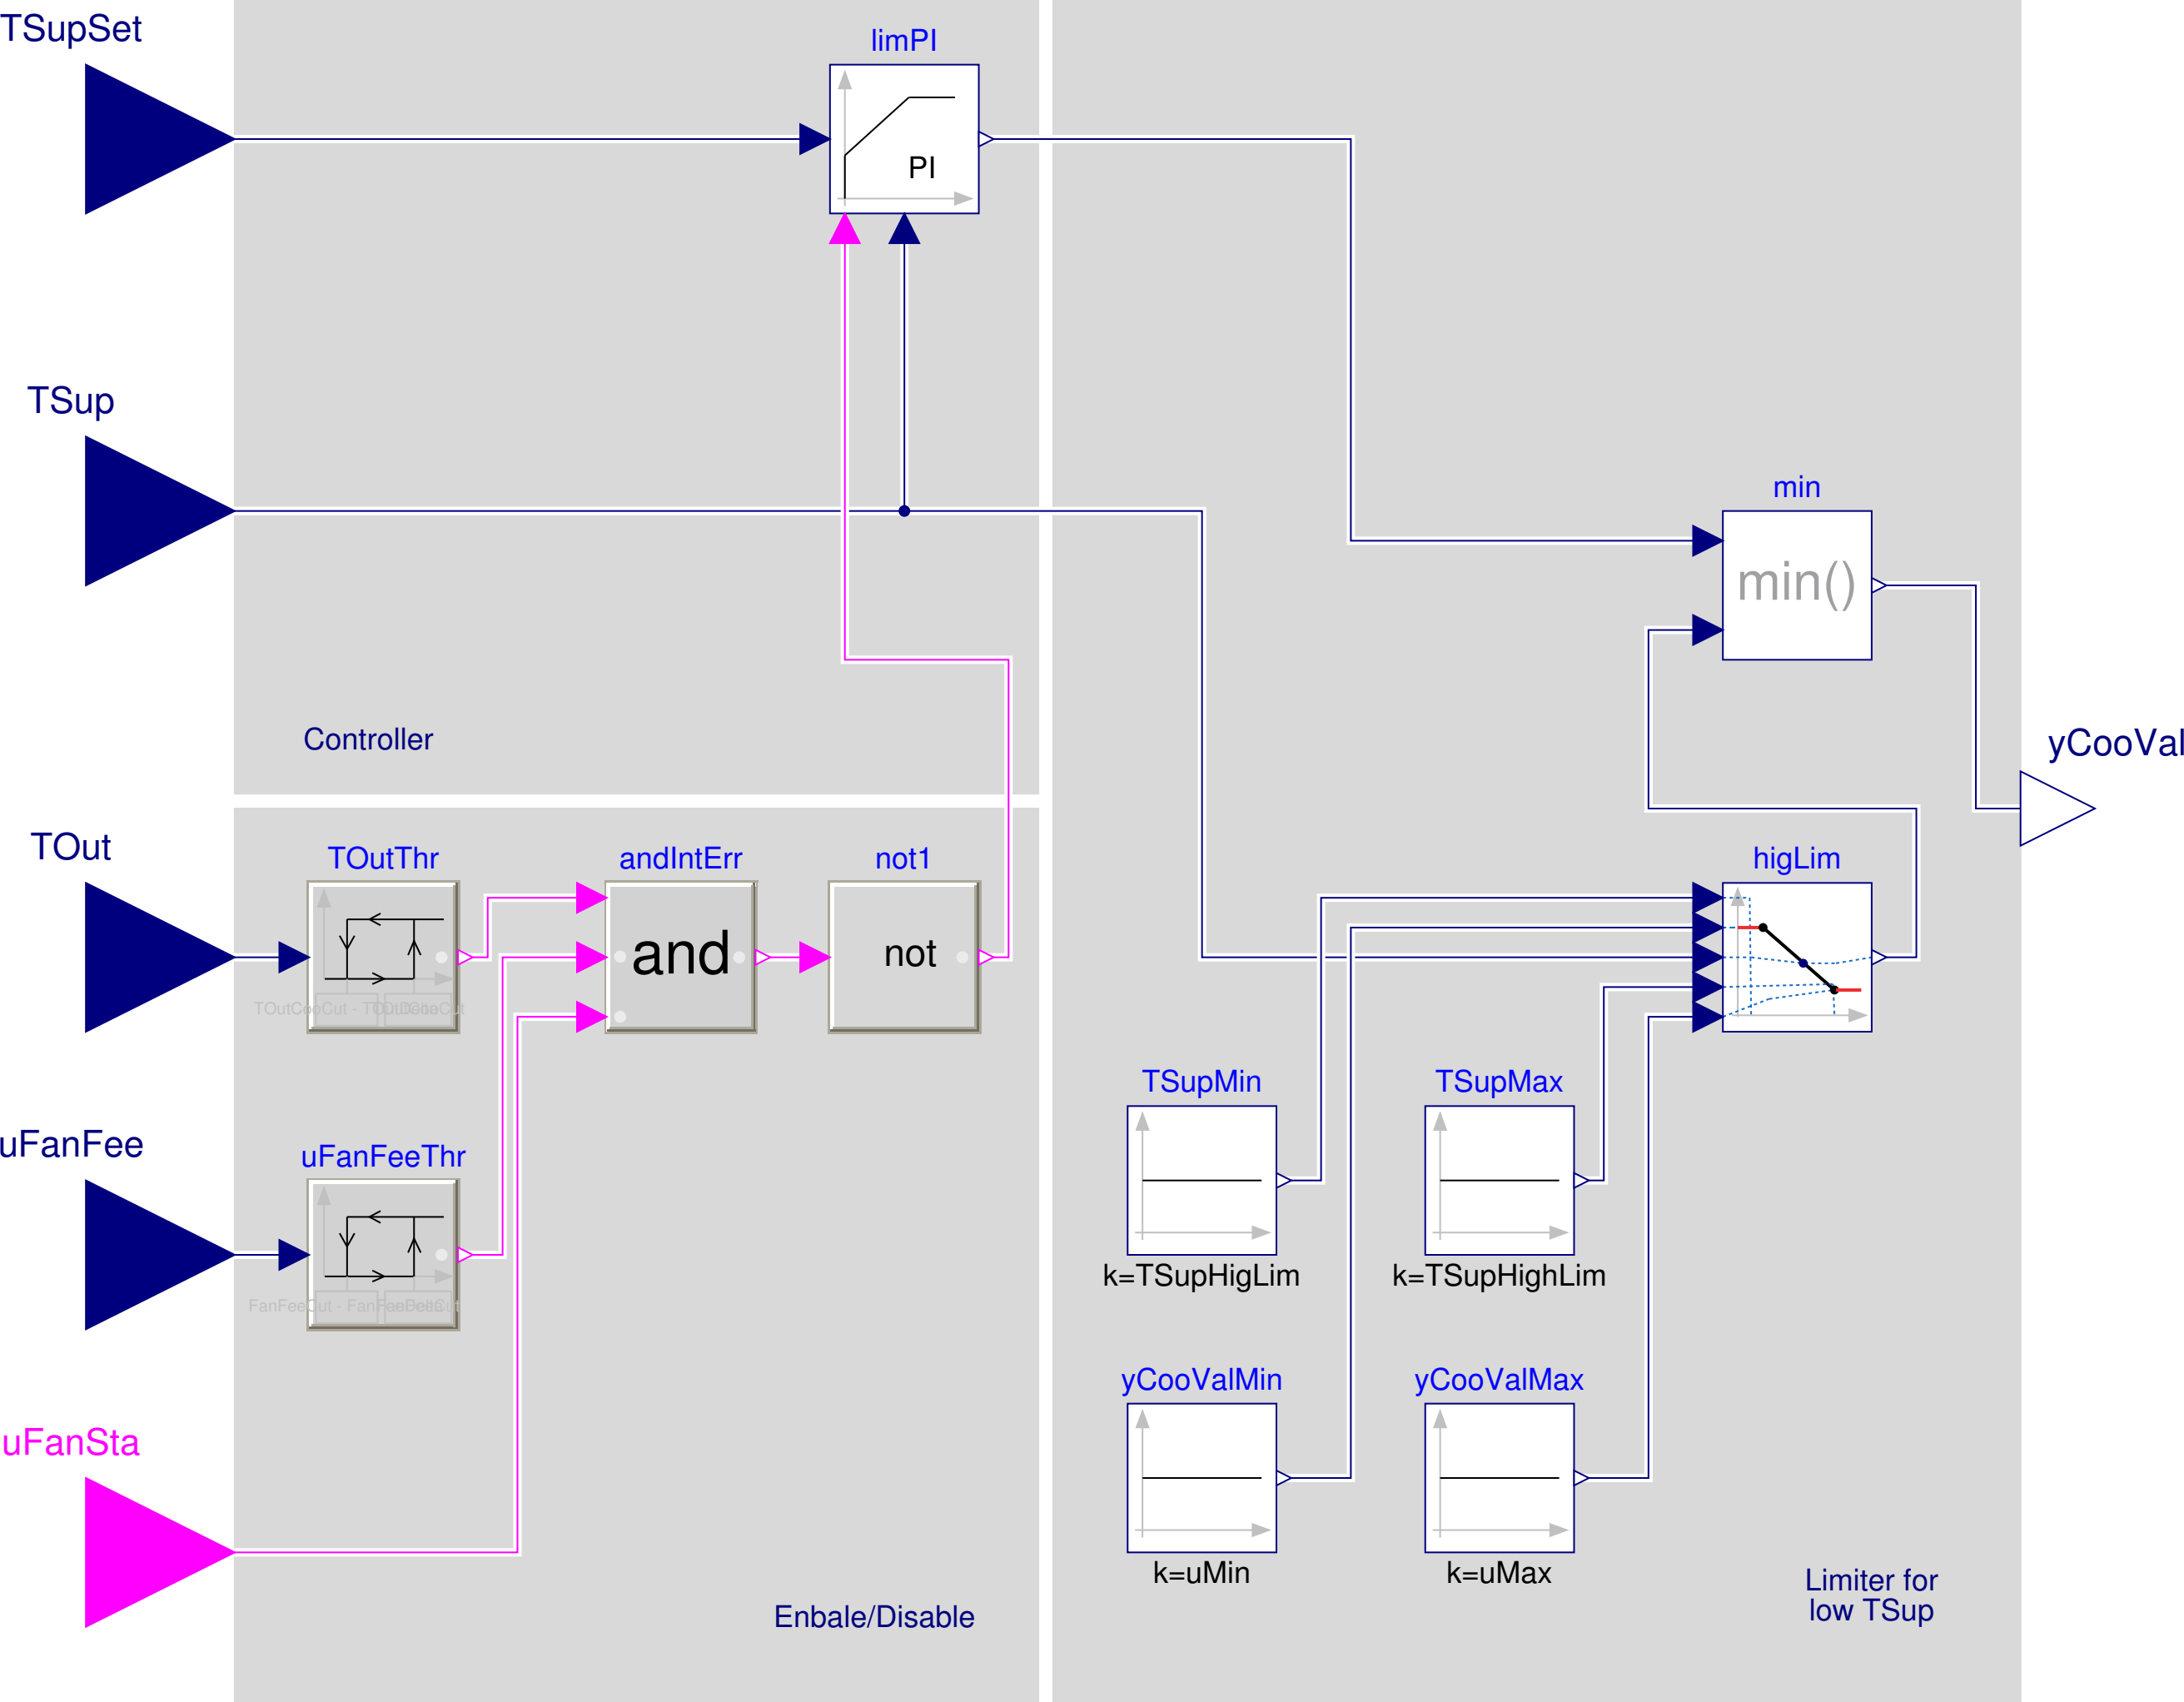 TSupSet
limPI
PI
TSup
min
min()
Controller
yCooVal
TOut
TOutThr
andIntErr
not1
higLim
and
not
TSupMin
TSupMax
uFanFee
uFanFeeThr
k=TSupHigLim
k=TSupHighLim
yCooValMin
yCooValMax
uFanSta
k=uMin
k=uMax
Limiter for
low TSup
Enbale/Disable